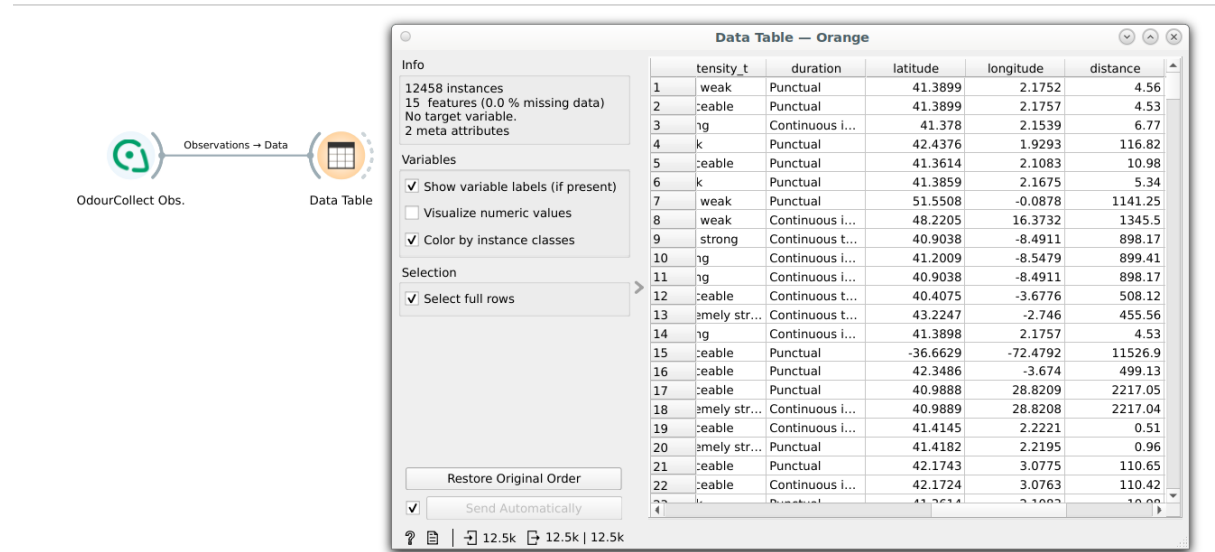 Data Table — Orange
Info
12458 instances
15 features (0.0 % missing data)
No target variable.
2 meta attributes
Variables
Show variable labels (if present)
Visualize numeric values
Color by instance classes
Selection
Select full rows
Restore Original Order
Send Automatically
? 12.5k 12.5k | 12.5k
Observations → Data
OdourCollect Obs. Data Table
tensity_t duration latitude longitude distance
1 weak Punctual 41.3899 2.1752 4.56
2 ceable Punctual 41.3899 2.1757 4.53
3 ng Continuous i... 41.378 2.1539 6.77
4 k Punctual 42.4376 1.9293 116.82
5 ceable Punctual 41.3614 2.1083 10.98
6 k Punctual 41.3859 2.1675 5.34
7 weak Punctual 51.5508 -0.0878 1141.25
8 weak Continuous i... 48.2205 16.3732 1345.5
9 strong Continuous t... 40.9038 -8.4911 898.17
10 ng Continuous i... 41.2009 -8.5479 899.41
11 ng Continuous i... 40.9038 -8.4911 898.17
12 ceable Continuous t... 40.4075 -3.6776 508.12
13 emely str... Continuous t... 43.2247 -2.746 455.56
14 ng Continuous i... 41.3898 2.1757 4.53
15 ceable Punctual -36.6629 -72.4792 11526.9
16 ceable Punctual 42.3486 -3.674 499.13
17 ceable Punctual 40.9888 28.8209 2217.05
18 emely str... Continuous i... 40.9889 28.8208 2217.04
19 ceable Continuous i... 41.4145 2.2221 0.51
20 emely str... Punctual 41.4182 2.2195 0.96
21 ceable Punctual 42.1743 3.0775 110.65
22 ceable Continuous i... 42.1724 3.0763 110.42